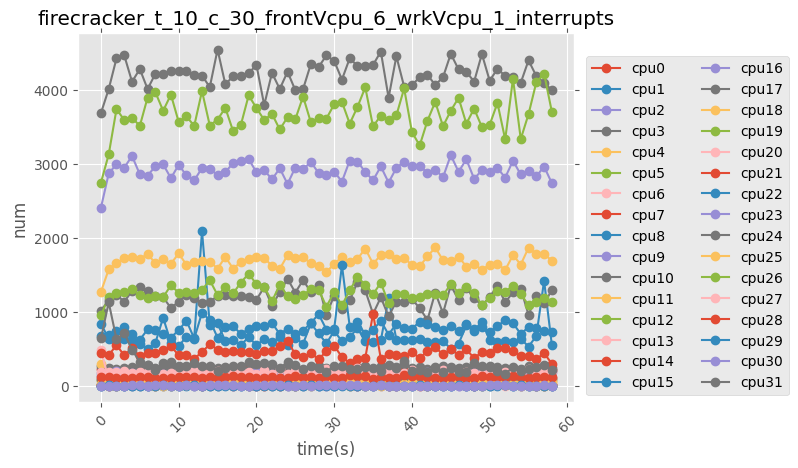 firecracker_t_10_c_30_frontVcpu_6_wrkVcpu_1_interrupts
num
4000
3000
2000
1000
0
0
10
20
30
40
50
60
time(s)
cpu0
cpu1
cpu2
cpu3
cpu4
cpu5
cpu6
cpu7
cpu8
cpu9
cpu10
cpu11
cpu12
cpu13
cpu14
cpu15
cpu16
cpu17
cpu18
cpu19
cpu20
cpu21
cpu22
cpu23
cpu24
cpu25
cpu26
cpu27
cpu28
cpu29
cpu30
cpu31